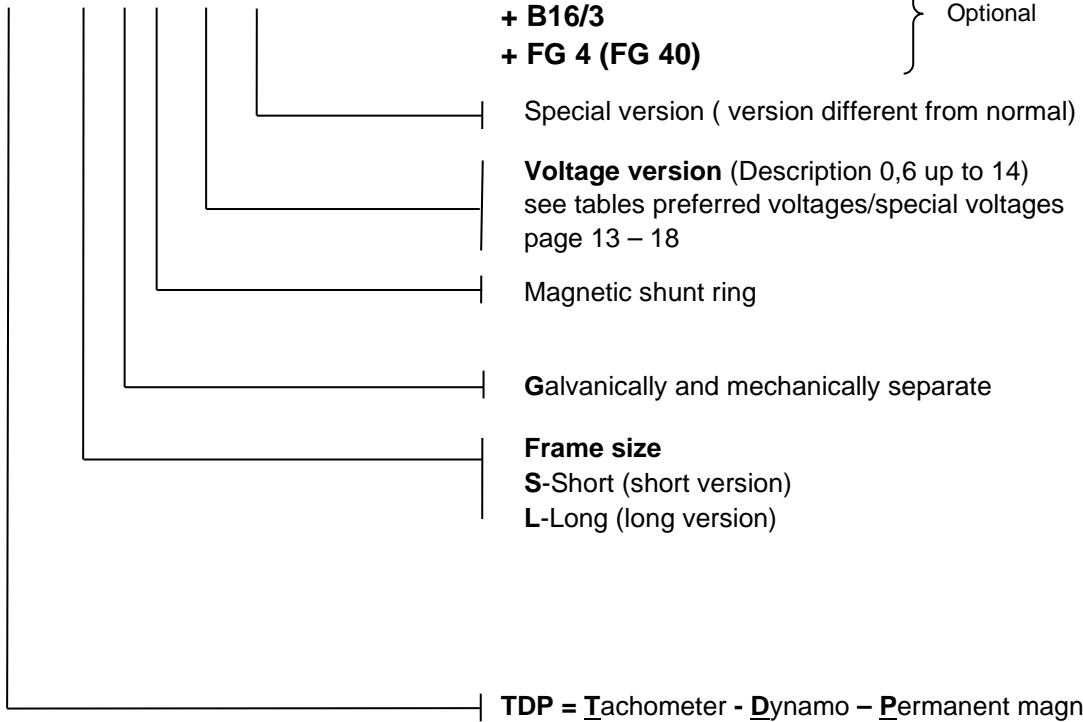 + B16/3
Optional
+ FG 4 (FG 40)
Special version ( version different from normal)
Voltage version (Description 0,6 up to 14)
see tables preferred voltages/special voltages
page 13 – 18
Magnetic shunt ring
Galvanically and mechanically separate
Frame size
S-Short (short version)
L-Long (long version)
TDP = Tachometer - Dynamo – Permanent magn